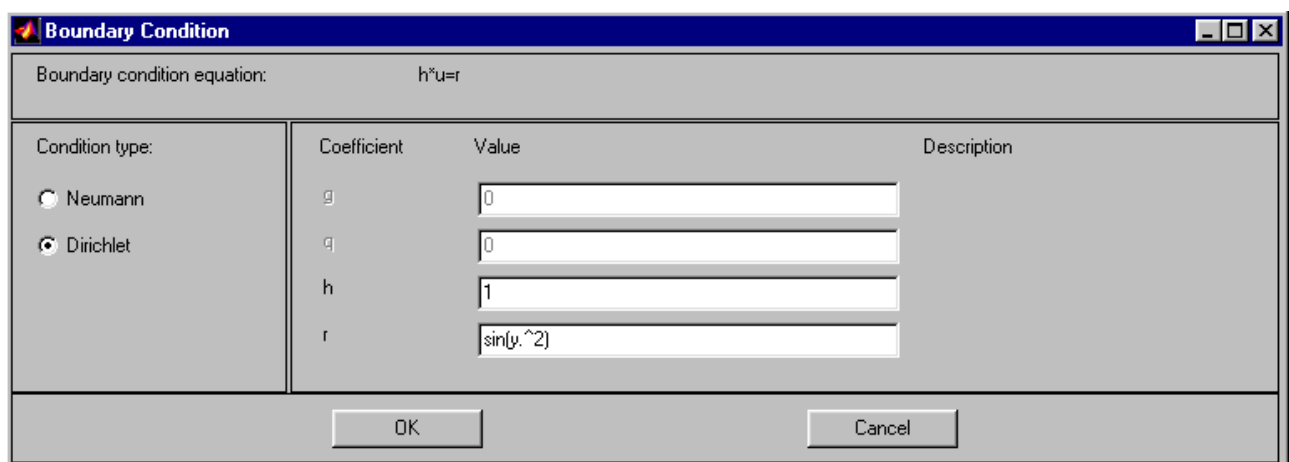 Boundary Condition
Boundary condition equation: h*u=r
Condition type: Coefficient Value Description
Neumann g 0
Dirichlet q 0
h 1
r sin(y.^2)
OK Cancel